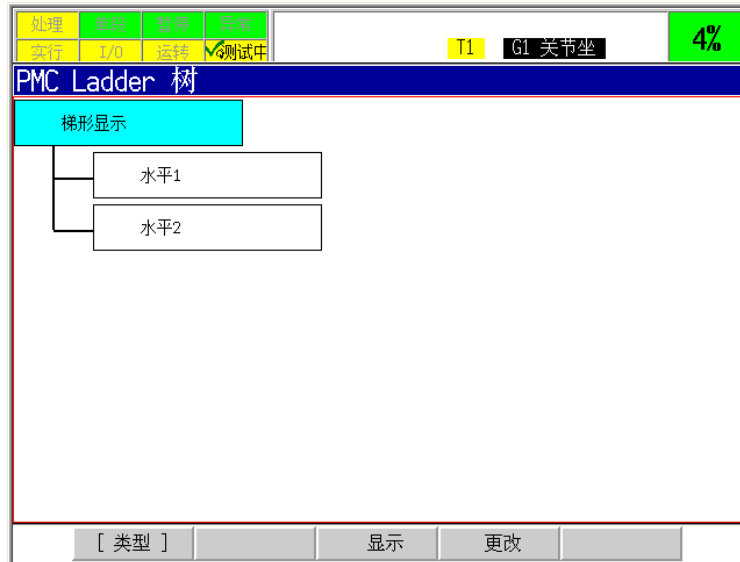 处理 单段 暂停 异常
实行 I/O 运转 测试中
T1 G1 关节坐
4%
PMC Ladder 树
梯形显示
水平1
水平2
[ 类型 ] 显示 更改